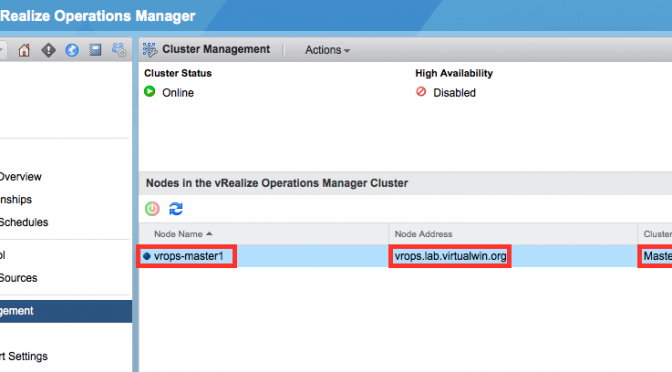 Realize Operations Manager
Cluster Management Actions
Cluster Status High Availability
Online Disabled
Overview
nships
Schedules
Nodes in the vRealize Operations Manager Cluster
ol
Sources
Node Name Node Address Cluster
vrops-master1 vrops.lab.virtualwin.org Maste
gement
rt Settings